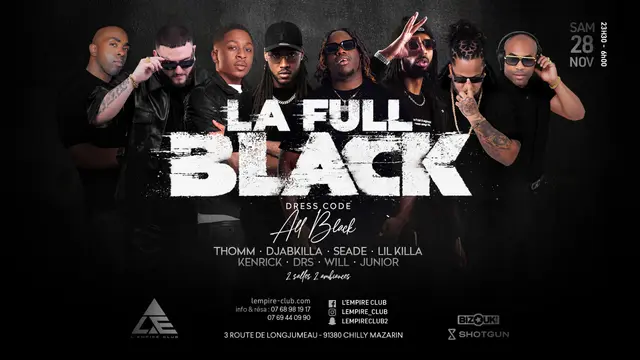 SAM
28
NOV
23H30 - 6H00
LA FULL
BLACK
DRESS CODE
All Black
THOMM · DJABKILLA · SEADE · LIL KILLA
KENRICK · DRS · WILL · JUNIOR
2 salles 2 ambiances
lempire-club.com
info & résa : 07 68 98 19 17
07 69 44 09 90
L'EMPIRE CLUB
LEMPIRE_CLUB
LEMPIRECLUB2
3 ROUTE DE LONGJUMEAU - 91380 CHILLY MAZARIN
L'EMPIRE CLUB
BIZOUK!
SHOTGUN